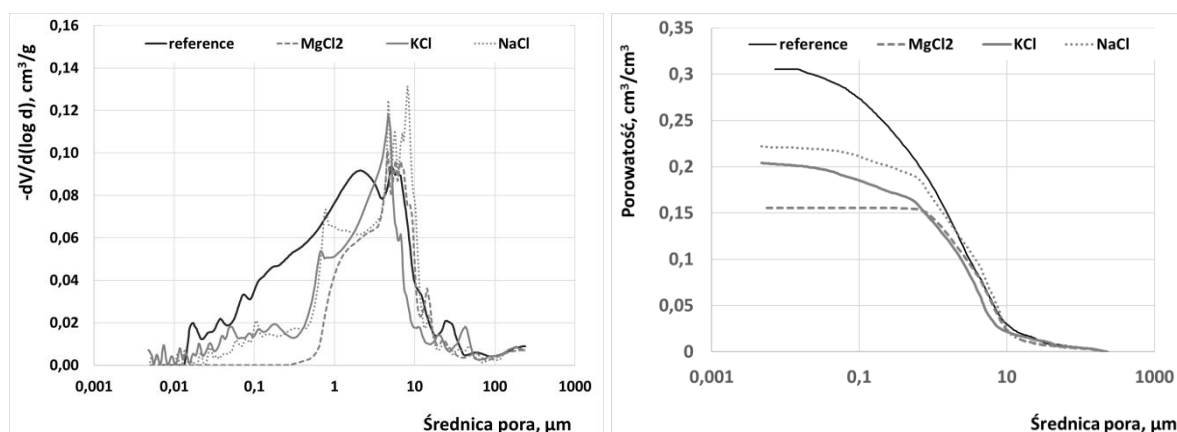 -dV/d(log d), cm³/g
0,16
0,14
0,12
0,10
0,08
0,06
0,04
0,02
0,00
reference
MgCl2
KCl
NaCl
0,001
0,01
0,1
1
10
100
1000
Średnica pora, µm
Porowatość, cm³/cm³
0,35
0,3
0,25
0,2
0,15
0,1
0,05
0
reference
MgCl2
KCl
NaCl
0,001
0,1
10
1000
Średnica pora, µm